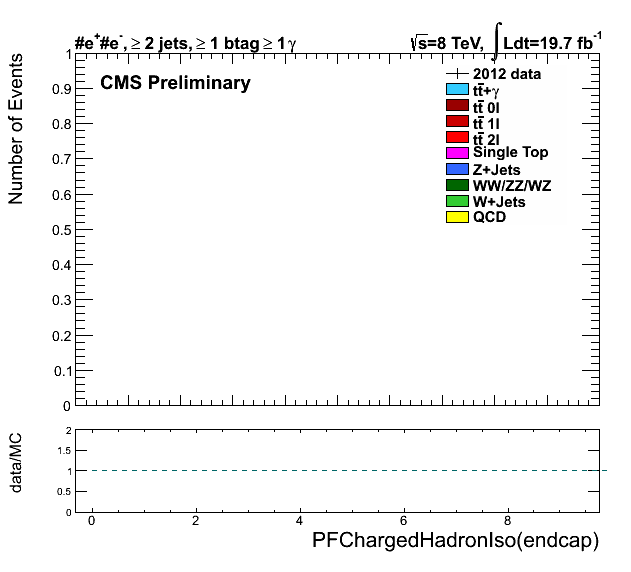 #e⁺#e⁻, ≥ 2 jets, ≥ 1 btag ≥ 1 γ
√s=8 TeV, ∫Ldt=19.7 fb⁻¹
CMS Preliminary
2012 data
tt̅+γ
tt̅ 0l
tt̅ 1l
tt̅ 2l
Single Top
Z+Jets
WW/ZZ/WZ
W+Jets
QCD
Number of Events
1
0.9
0.8
0.7
0.6
0.5
0.4
0.3
0.2
0.1
0
data/MC
2
1.5
1
0.5
0
0 2 4 6 8
PFChargedHadronIso(endcap)